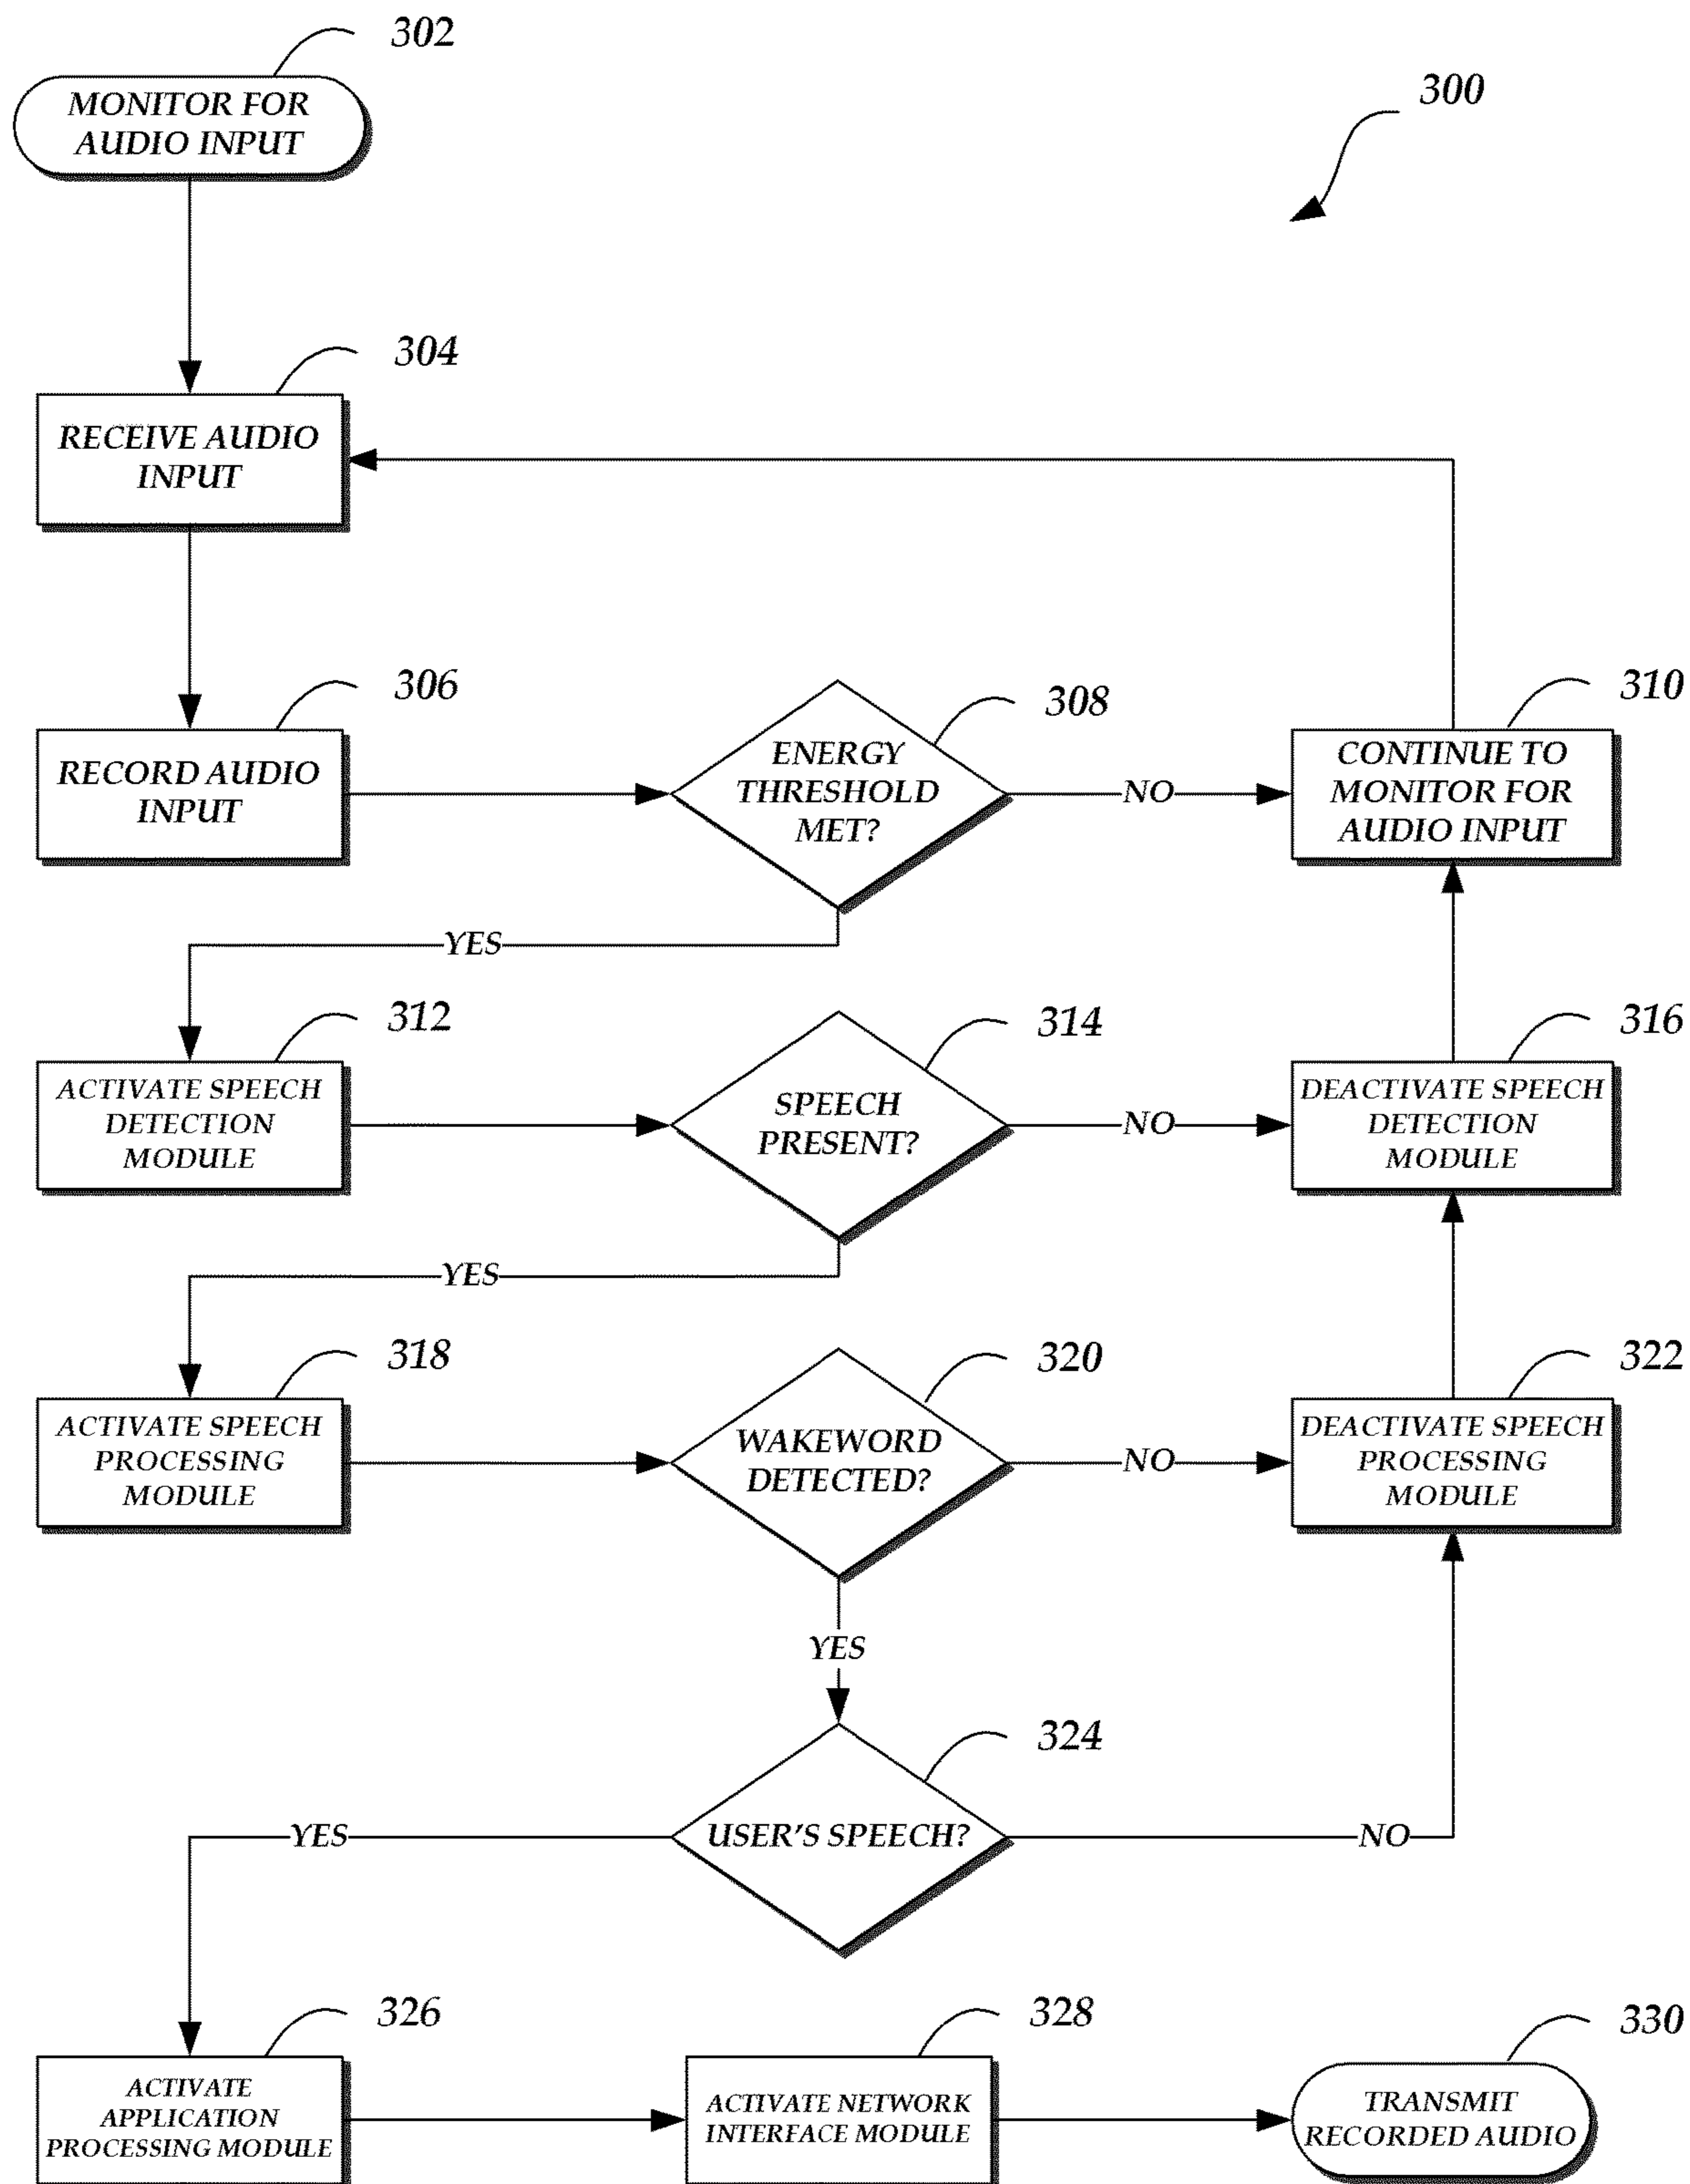 302
MONITOR FOR
AUDIO INPUT
300
304
RECEIVE AUDIO
INPUT
306
RECORD AUDIO
INPUT
308
ENERGY
THRESHOLD
MET?
NO
310
CONTINUE TO
MONITOR FOR
AUDIO INPUT
YES
312
ACTIVATE SPEECH
DETECTION
MODULE
314
SPEECH
PRESENT?
NO
316
DEACTIVATE SPEECH
DETECTION
MODULE
YES
318
ACTIVATE SPEECH
PROCESSING
MODULE
320
WAKEWORD
DETECTED?
NO
322
DEACTIVATE SPEECH
PROCESSING
MODULE
YES
324
USER'S SPEECH?
YES
NO
326
ACTIVATE
APPLICATION
PROCESSING MODULE
328
ACTIVATE NETWORK
INTERFACE MODULE
330
TRANSMIT
RECORDED AUDIO